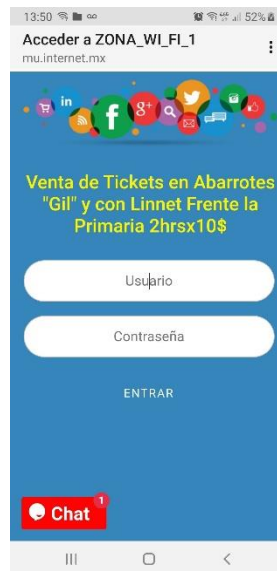 13:50 52%
Acceder a ZONA_WI_FI_1
mu.internet.mx
in
f
g+
Venta de Tickets en Abarrotes
"Gil" y con Linnet Frente la
Primaria 2hrsx10$
Usuario
Contraseña
ENTRAR
Chat
1